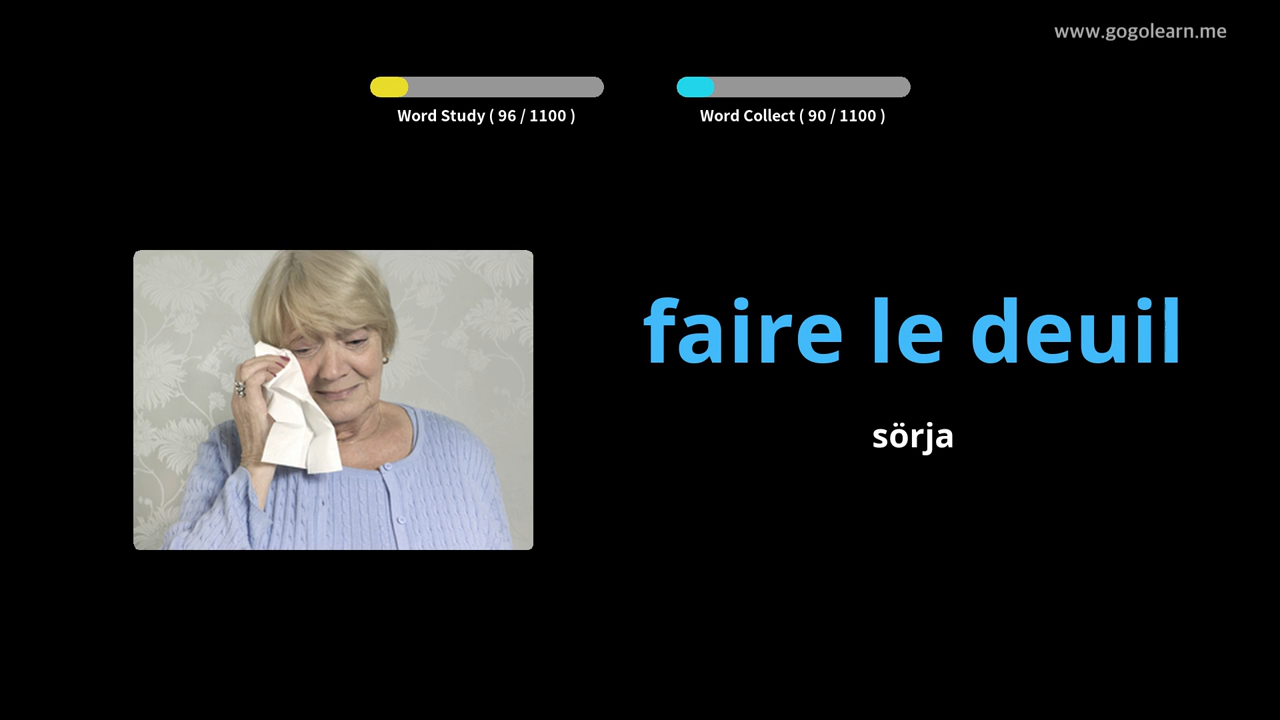 www.gogolearn.me
Word Study ( 96 / 1100 )
Word Collect ( 90 / 1100 )
faire le deuil
sörja